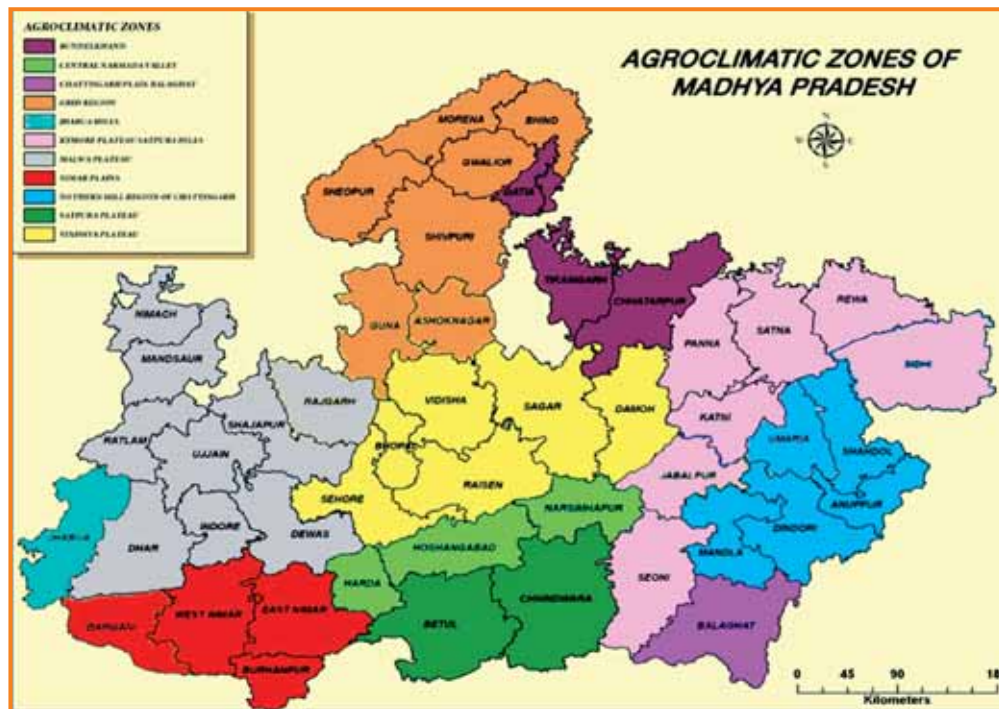 AGROCLIMATIC ZONES
BUNDELKHAND
CENTRAL NARMADA VALLEY
CHATTISGARH PLAIN BALAGHAT
GRID REGION
JHABUA HILLS
KYMORE PLATEAU SATPURA HILLS
MALWA PLATEAU
NIMAR PLAINS
NOTHERN HILL REGION OF CHATTISGARH
SATPURA PLATEAU
VINDHYA PLATEAU
AGROCLIMATIC ZONES OF
MADHYA PRADESH
MORENA
BHIND
GWALIOR
SHEOPUR
DATIA
SHIVPURI
TIKAMGARH
CHHATARPUR
REWA
NIMACH
GUNA
ASHOKNAGAR
PANNA
SATNA
SIDHI
MANDSAUR
RAJGARH
VIDISHA
SAGAR
DAMOH
KATNI
SHAJAPUR
RATLAM
UJJAIN
BHOPAL
UMARIA
SHAHDOL
JABALPUR
SEHORE
RAISEN
ANUPPUR
NARSIMHAPUR
INDORE
DEWAS
DINDORI
JHABUA
DHAR
HOSHANGABAD
MANDLA
HARDA
SEONI
BARWANI
WEST NIMAR
EAST NIMAR
BETUL
CHHINDWARA
BALAGHAT
BURHANPUR
0 45 90 18
Kilometers